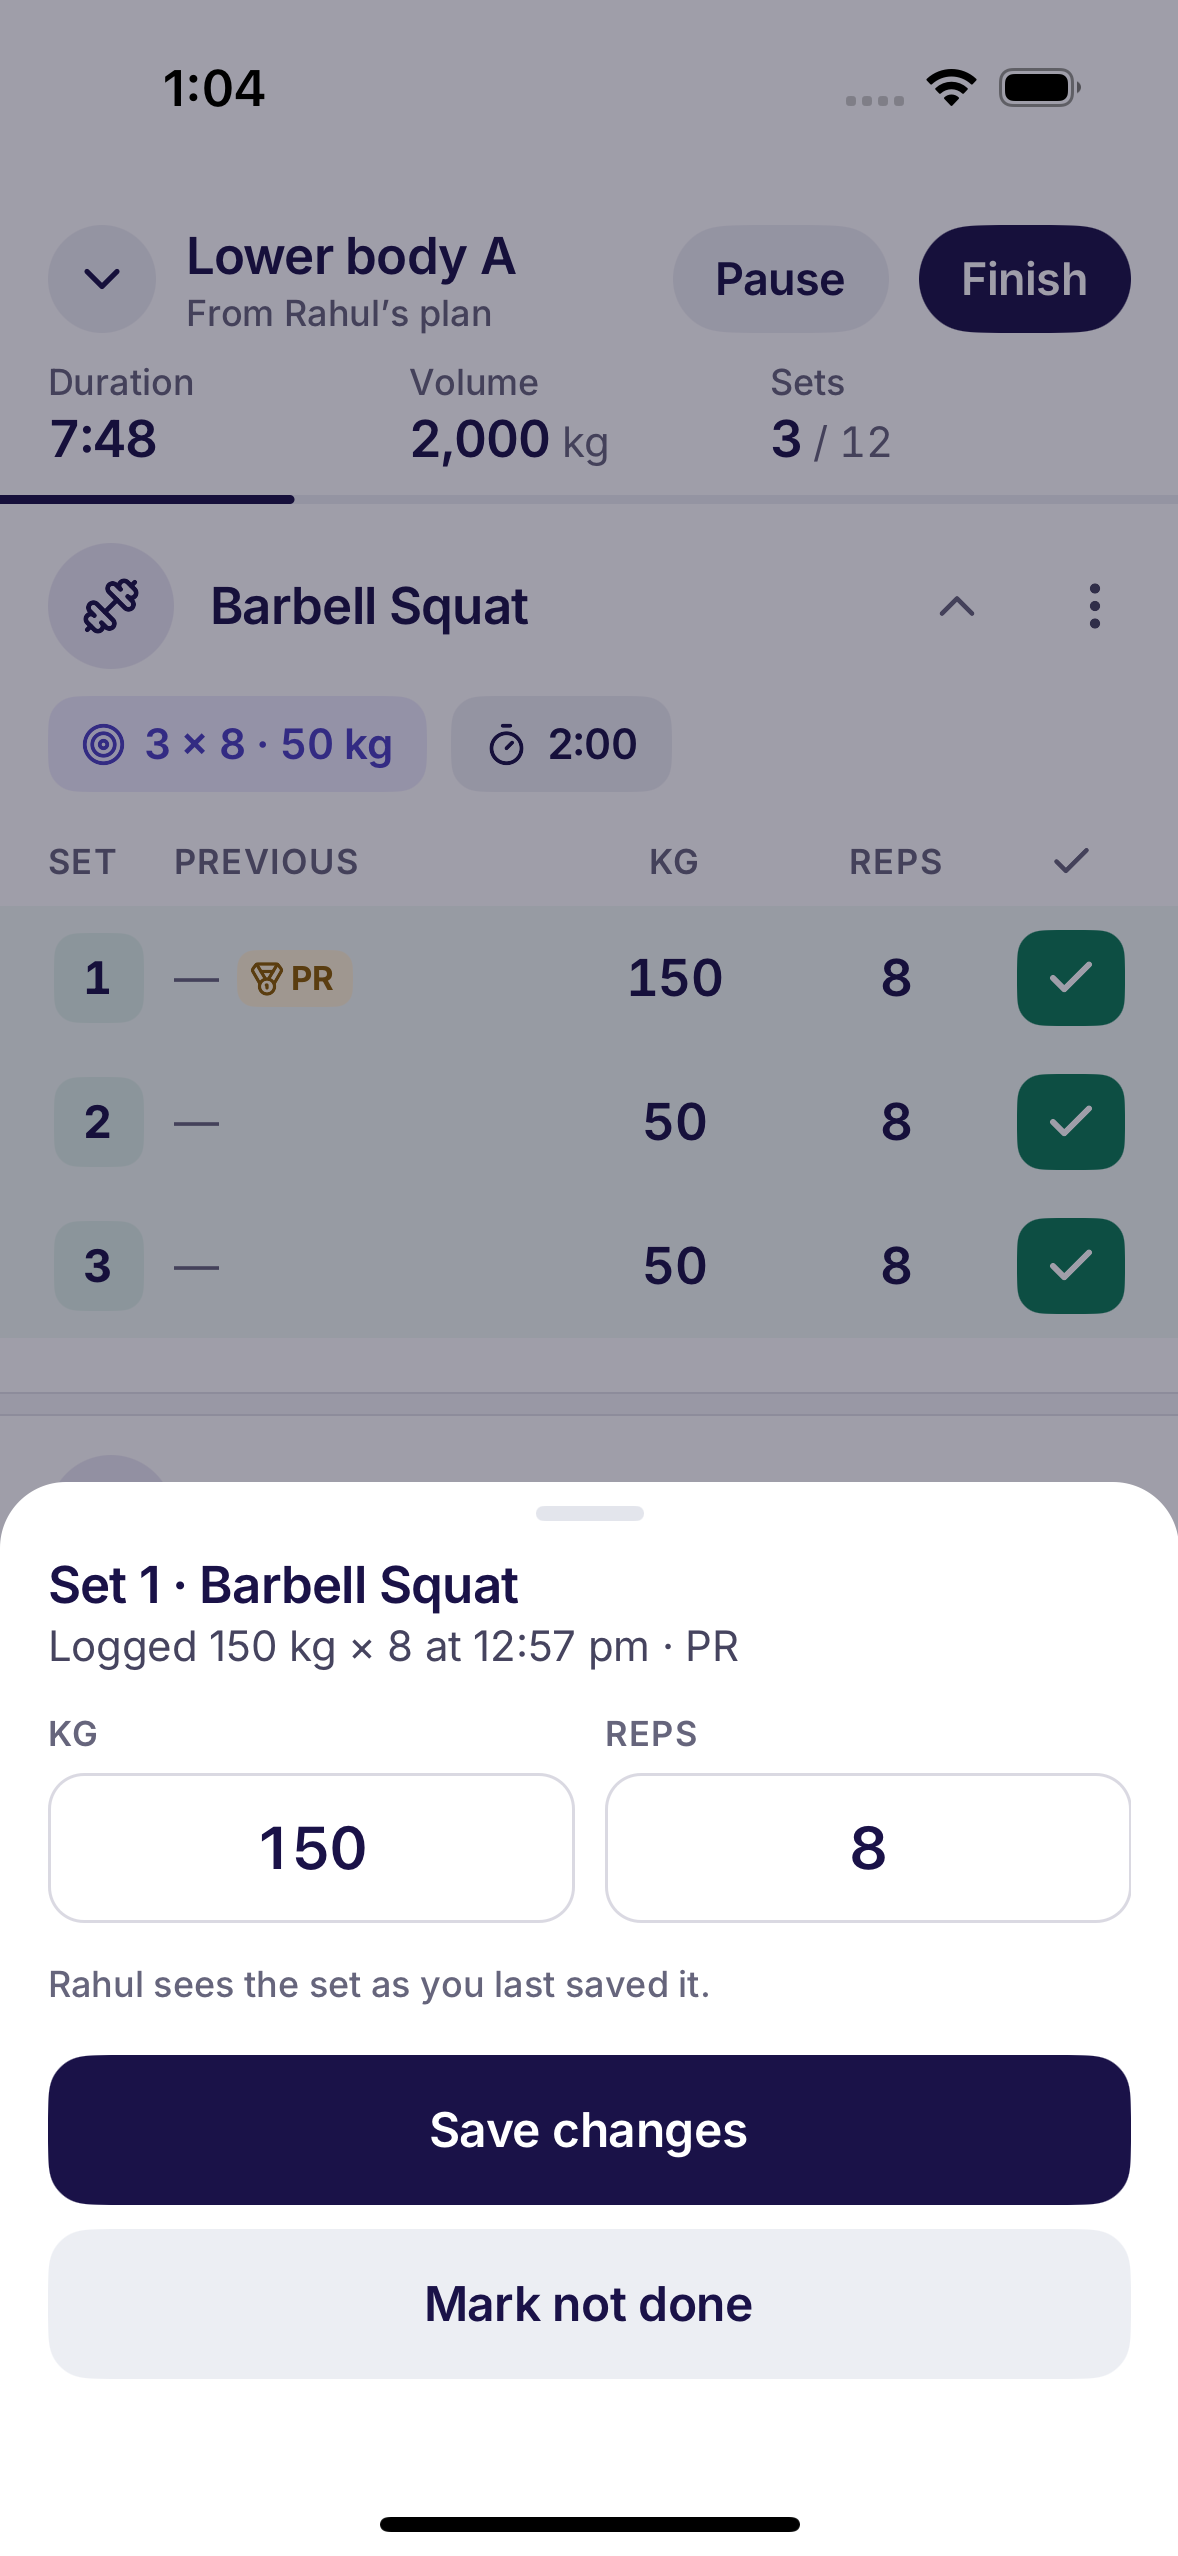 1:04
Lower body A
From Rahul’s plan
Pause
Finish
Duration
Volume
Sets
7:48
2,000 kg
3 / 12
Barbell Squat
3 × 8 · 50 kg
2:00
SET PREVIOUS KG REPS
1 — PR 150 8
2 — 50 8
3 — 50 8
Set 1 · Barbell Squat
Logged 150 kg × 8 at 12:57 pm · PR
KG
REPS
150
8
Rahul sees the set as you last saved it.
Save changes
Mark not done